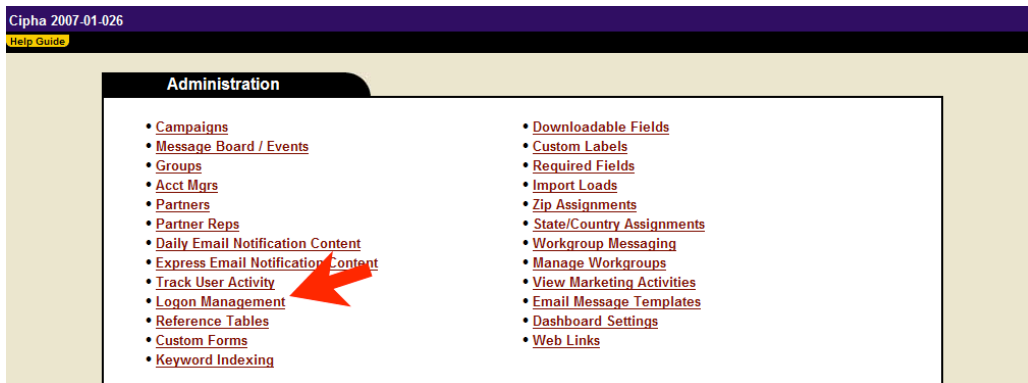 Cipha 2007-01-026
Help Guide
Administration
• Campaigns
• Message Board / Events
• Groups
• Acct Mgrs
• Partners
• Partner Reps
• Daily Email Notification Content
• Express Email Notification Content
• Track User Activity
• Logon Management
• Reference Tables
• Custom Forms
• Keyword Indexing
• Downloadable Fields
• Custom Labels
• Required Fields
• Import Loads
• Zip Assignments
• State/Country Assignments
• Workgroup Messaging
• Manage Workgroups
• View Marketing Activities
• Email Message Templates
• Dashboard Settings
• Web Links